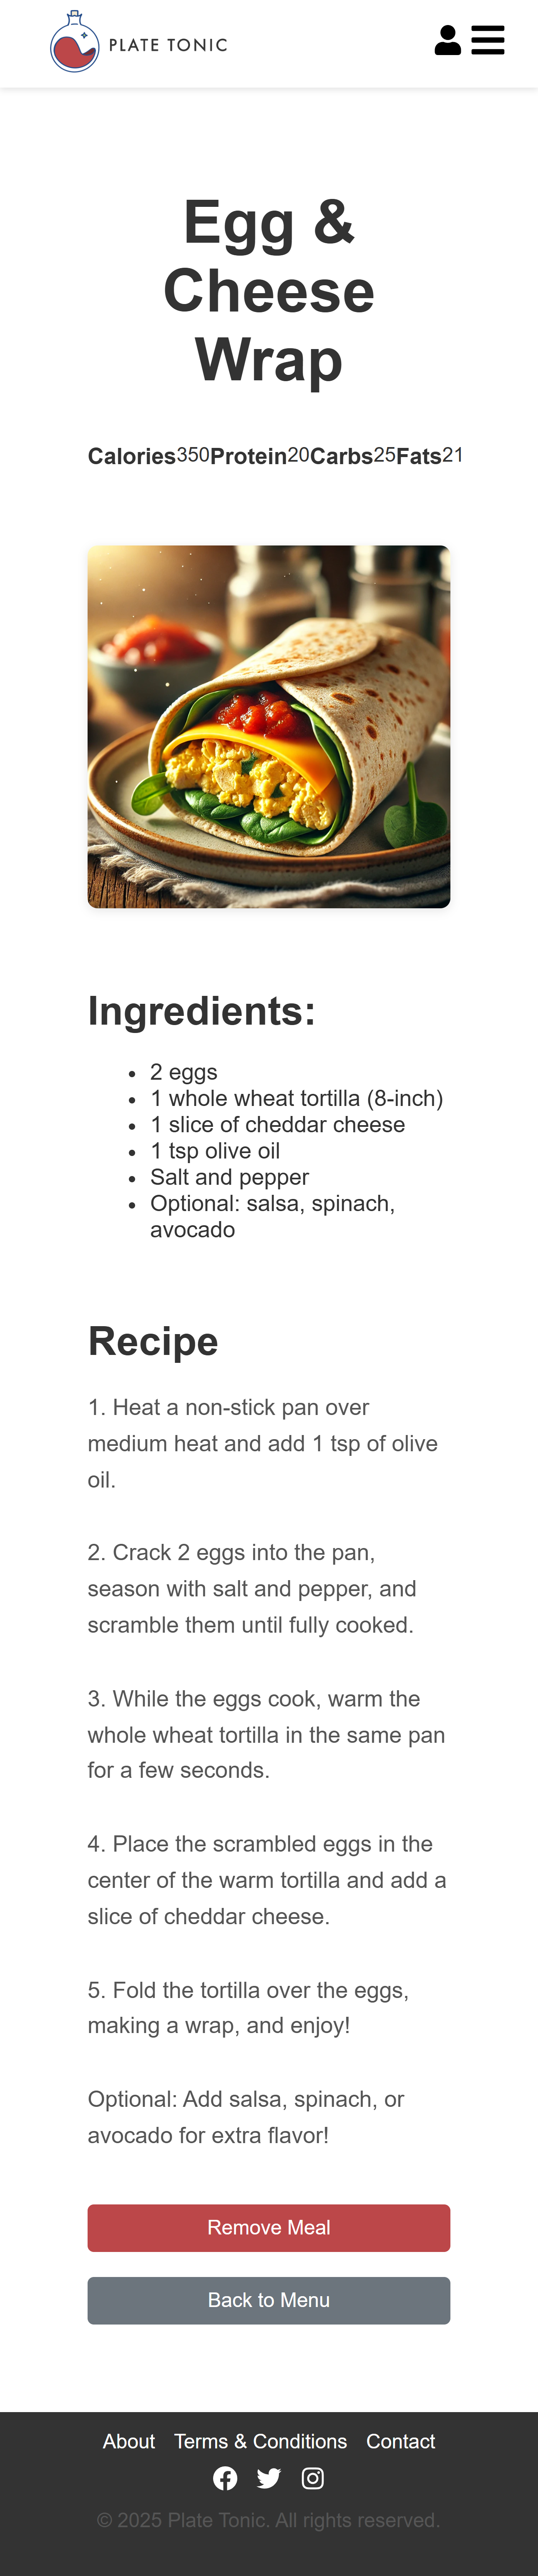 PLATE TONIC
Egg &
Cheese
Wrap
Calories350Protein20Carbs25Fats21
Ingredients:
• 2 eggs
• 1 whole wheat tortilla (8-inch)
• 1 slice of cheddar cheese
• 1 tsp olive oil
• Salt and pepper
• Optional: salsa, spinach,
avocado
Recipe
1. Heat a non-stick pan over
medium heat and add 1 tsp of olive
oil.
2. Crack 2 eggs into the pan,
season with salt and pepper, and
scramble them until fully cooked.
3. While the eggs cook, warm the
whole wheat tortilla in the same pan
for a few seconds.
4. Place the scrambled eggs in the
center of the warm tortilla and add a
slice of cheddar cheese.
5. Fold the tortilla over the eggs,
making a wrap, and enjoy!
Optional: Add salsa, spinach, or
avocado for extra flavor!
Remove Meal
Back to Menu
About Terms & Conditions Contact
© 2025 Plate Tonic. All rights reserved.